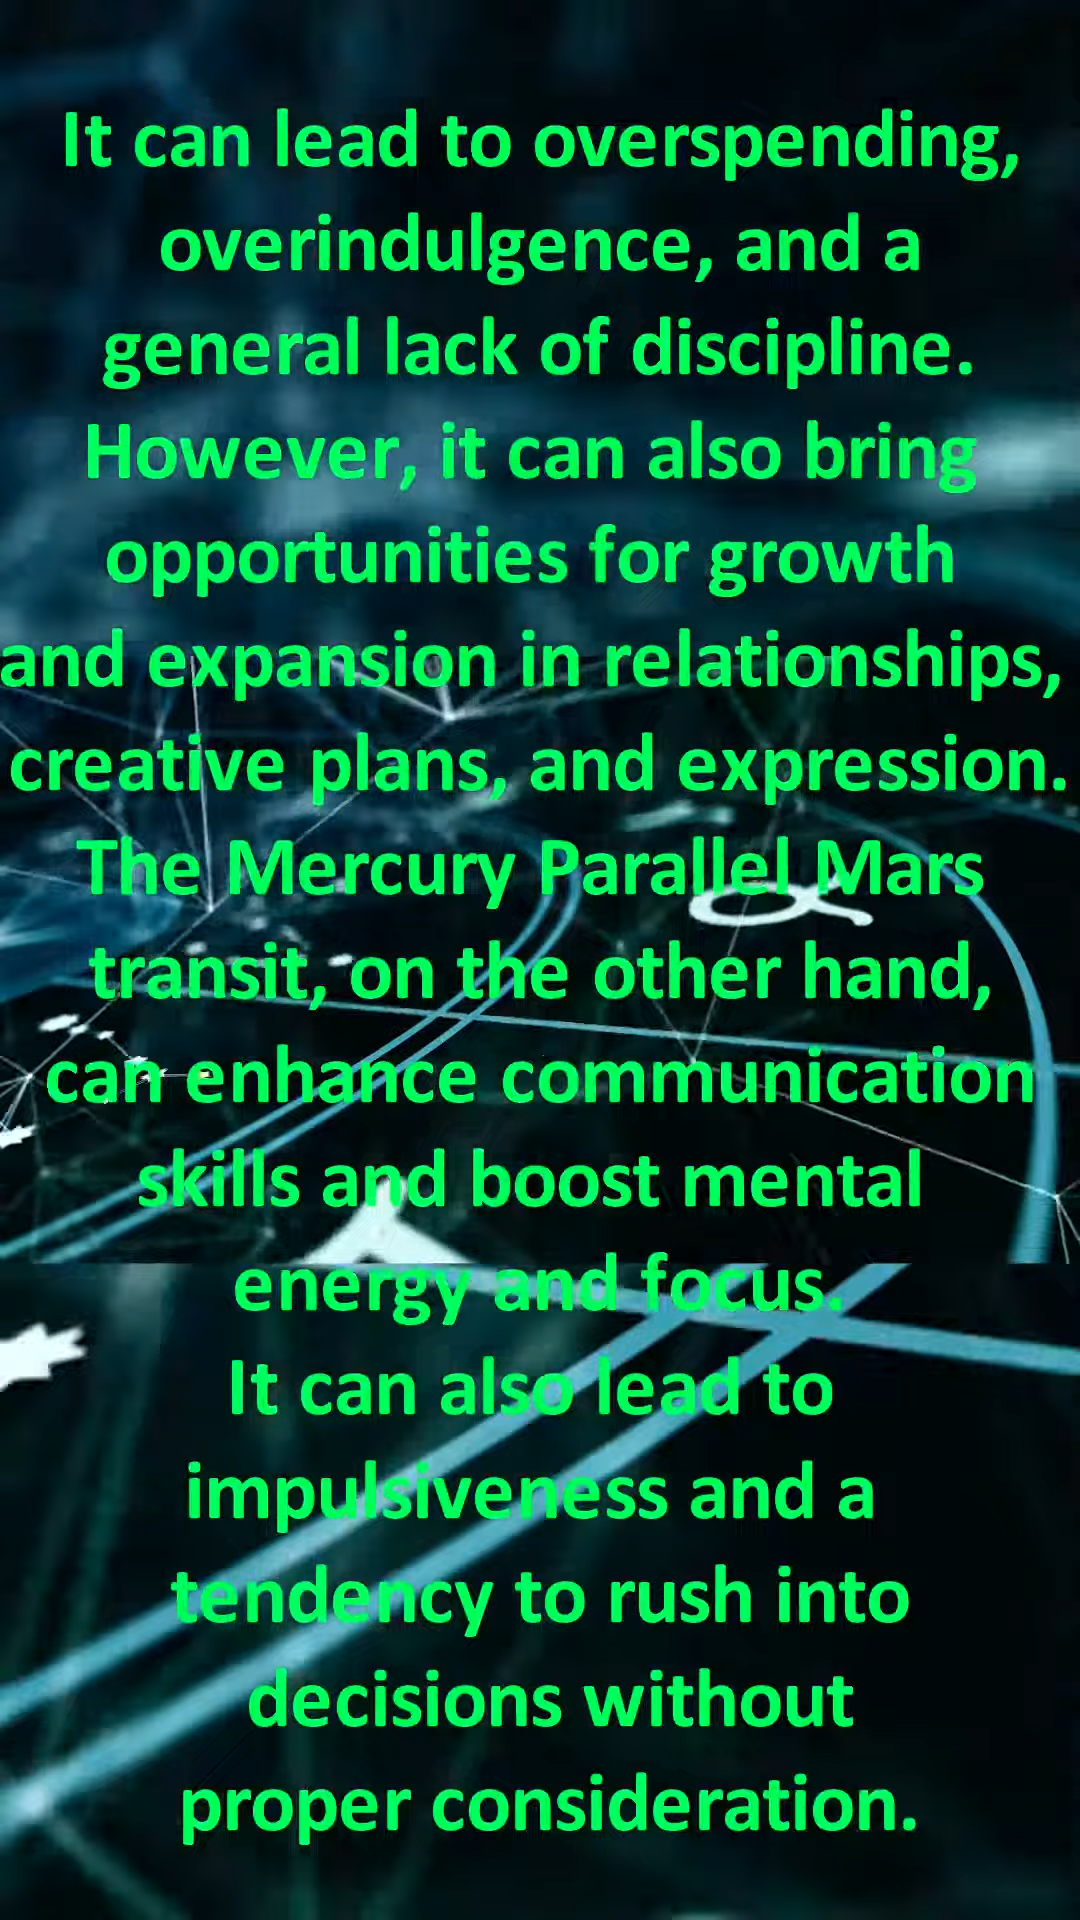 It can lead to overspending,
overindulgence, and a
general lack of discipline.
However, it can also bring
opportunities for growth
and expansion in relationships,
creative plans, and expression.
The Mercury Parallel Mars
transit, on the other hand,
can enhance communication
skills and boost mental
energy and focus.
It can also lead to
impulsiveness and a
tendency to rush into
decisions without
proper consideration.